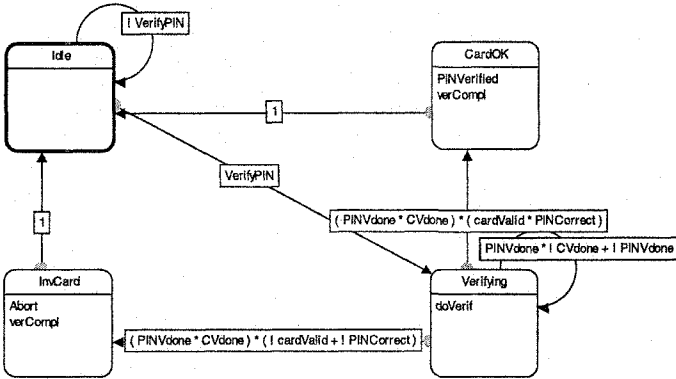 ! VerifyPIN
Idle
CardOK
PINVerified
verCompl
1
VerifyPIN
( PINVdone * CVdone ) * ( cardValid * PINCorrect )
1
PINVdone * ! CVdone + ! PINVdone
InvCard
Abort
verCompl
Verifying
doVerif
( PINVdone * CVdone ) * ( ! cardValid + ! PINCorrect )